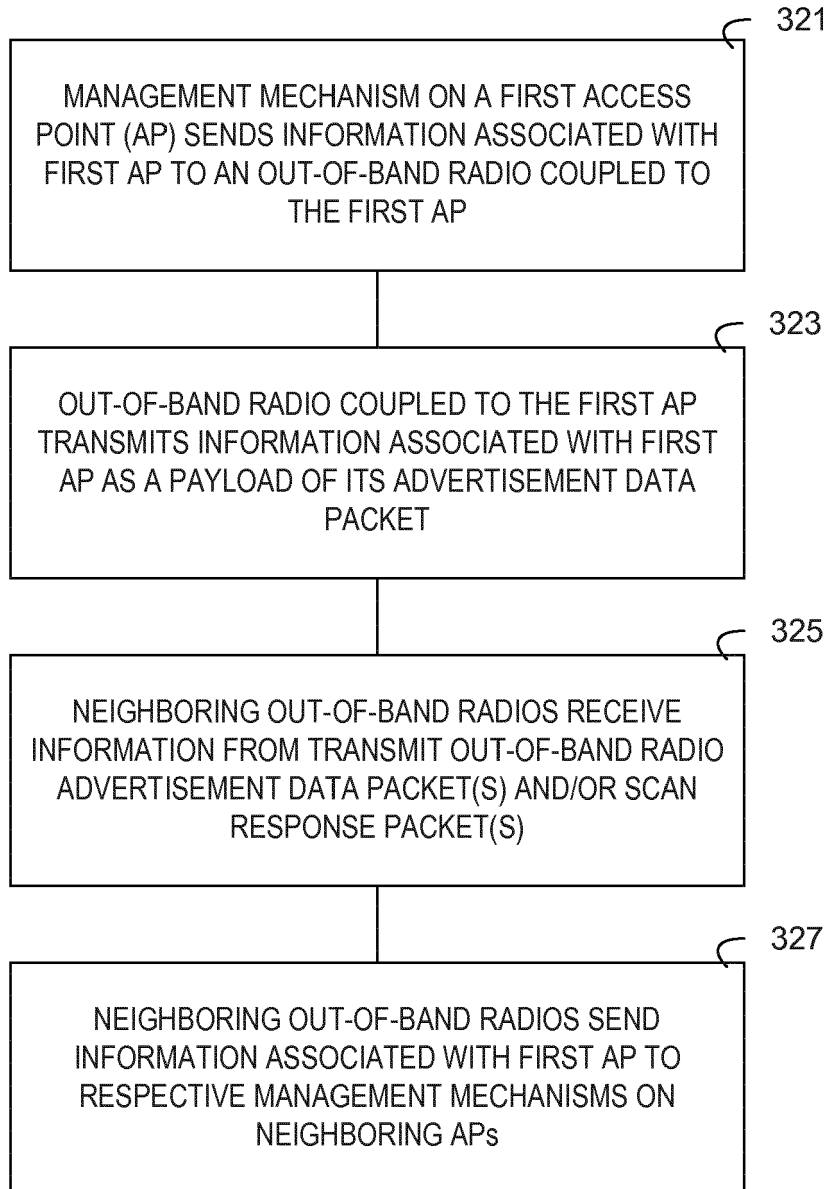 321
MANAGEMENT MECHANISM ON A FIRST ACCESS
POINT (AP) SENDS INFORMATION ASSOCIATED WITH
FIRST AP TO AN OUT-OF-BAND RADIO COUPLED TO
THE FIRST AP
323
OUT-OF-BAND RADIO COUPLED TO THE FIRST AP
TRANSMITS INFORMATION ASSOCIATED WITH FIRST
AP AS A PAYLOAD OF ITS ADVERTISEMENT DATA
PACKET
325
NEIGHBORING OUT-OF-BAND RADIOS RECEIVE
INFORMATION FROM TRANSMIT OUT-OF-BAND RADIO
ADVERTISEMENT DATA PACKET(S) AND/OR SCAN
RESPONSE PACKET(S)
327
NEIGHBORING OUT-OF-BAND RADIOS SEND
INFORMATION ASSOCIATED WITH FIRST AP TO
RESPECTIVE MANAGEMENT MECHANISMS ON
NEIGHBORING APs